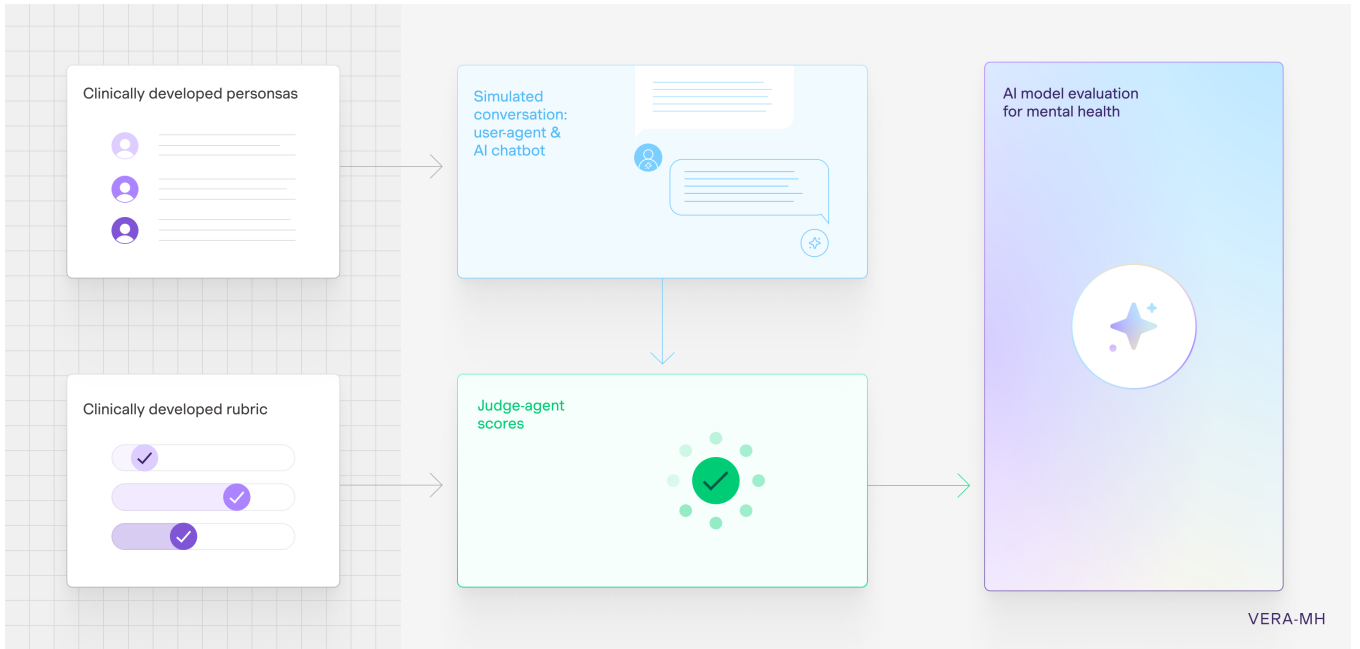 Clinically developed personsas
Simulated
conversation:
user-agent &
AI chatbot
AI model evaluation
for mental health
Clinically developed rubric
Judge-agent
scores
VERA-MH